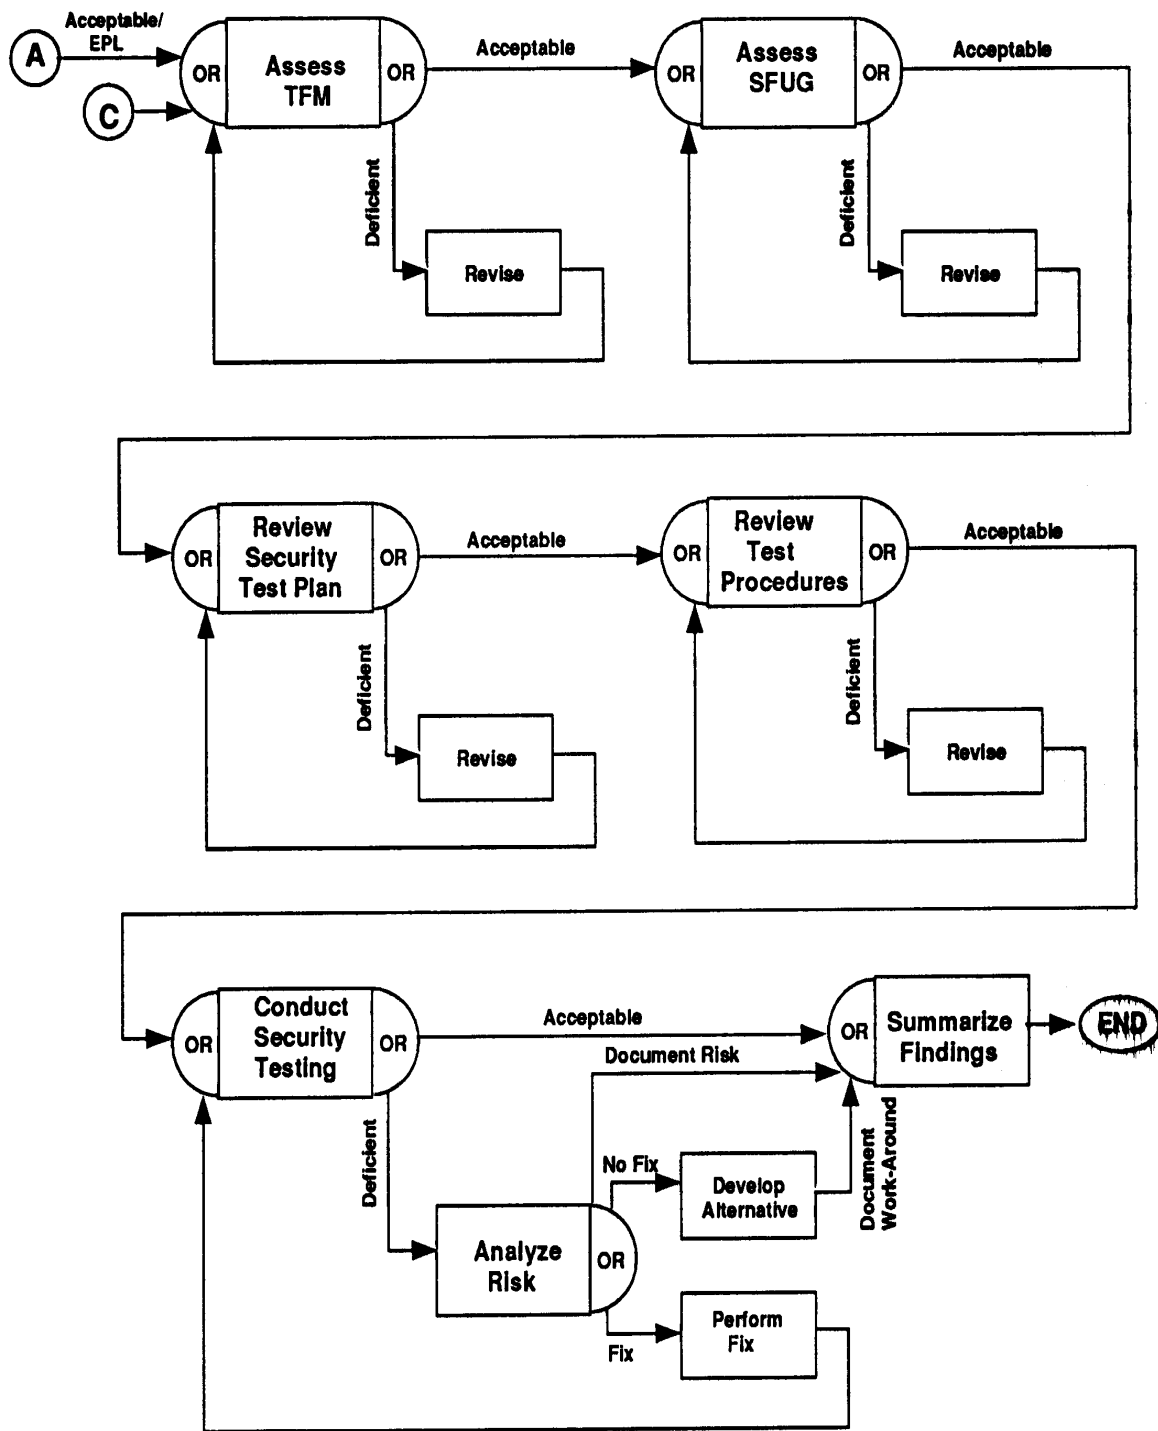 Acceptable/
EPL
A
C
OR
Assess
TFM
OR
Acceptable
OR
Assess
SFUG
OR
Acceptable
Deficient
Revise
Deficient
Revise
OR
Review
Security
Test Plan
OR
Acceptable
OR
Review
Test
Procedures
OR
Acceptable
Deficient
Revise
Deficient
Revise
OR
Conduct
Security
Testing
OR
Acceptable
Document Risk
OR
Summarize
Findings
END
Deficient
Analyze
Risk
OR
No Fix
Develop
Alternative
Document
Work-Around
Fix
Perform
Fix